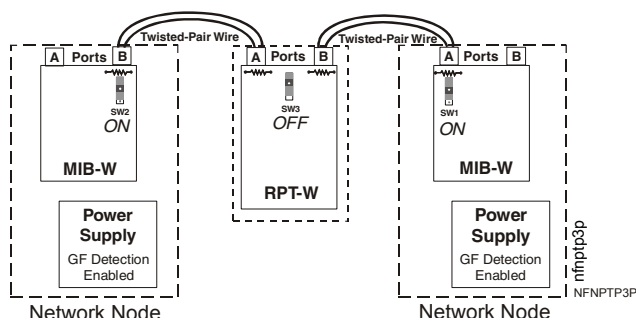 Twisted-Pair Wire
Twisted-Pair Wire
A Ports B
SW2
ON
MIB-W
Power
Supply
GF Detection
Enabled
Network Node
A B
SW3
OFF
RPT-W
A Ports B
SW1
ON
MIB-W
Power
Supply
GF Detection
Enabled
Network Node
nfnptp3p
NFNPTP3P